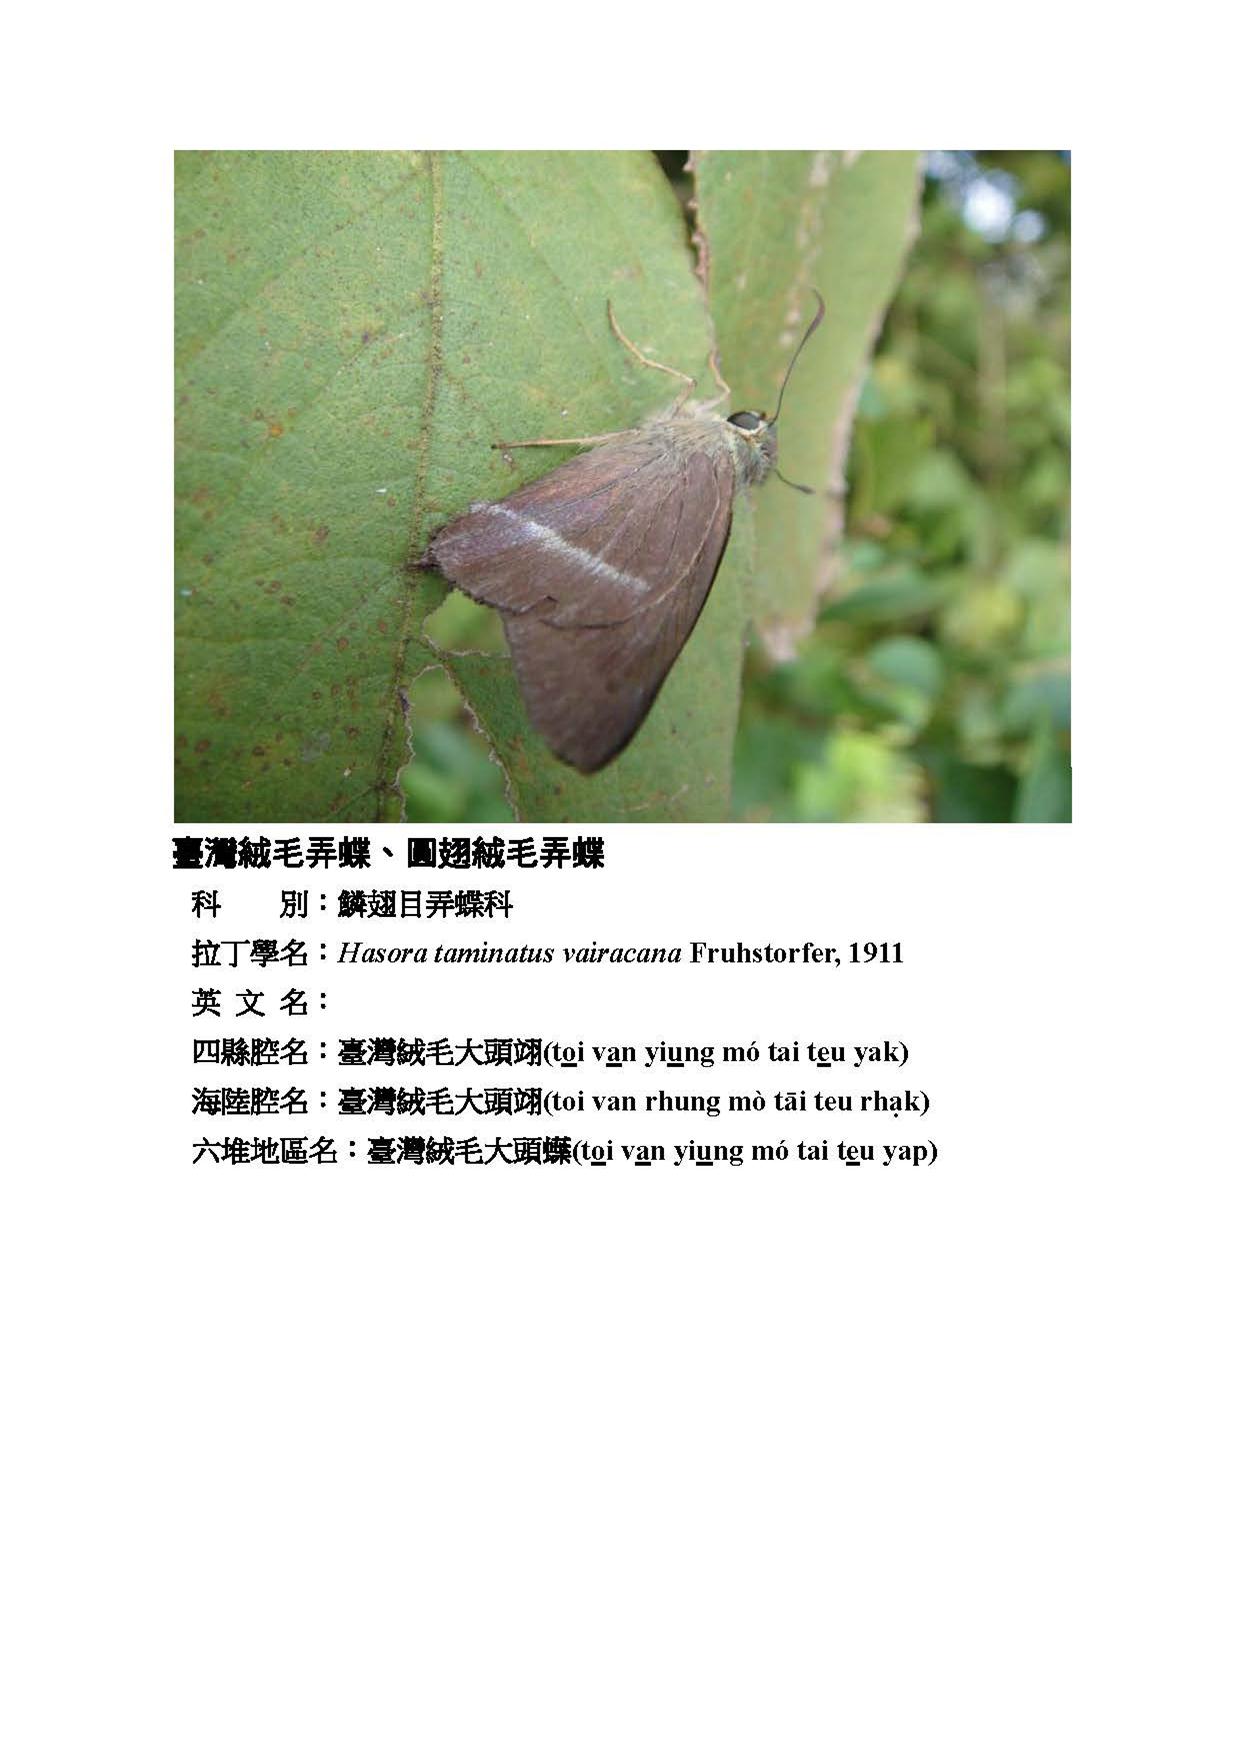 臺灣絨毛弄蝶、圓翅絨毛弄蝶
科　　別：鱗翅目弄蝶科
拉丁學名：Hasora taminatus vairacana Fruhstorfer, 1911
英 文 名：
四縣腔名：臺灣絨毛大頭翊(to̲i va̲n yiu̲ng mó tai te̲u yak)
海陸腔名：臺灣絨毛大頭翊(toi van rhung mò tāi teu rhạk)
六堆地區名：臺灣絨毛大頭蠂(to̲i va̲n yiu̲ng mó tai te̲u yap)